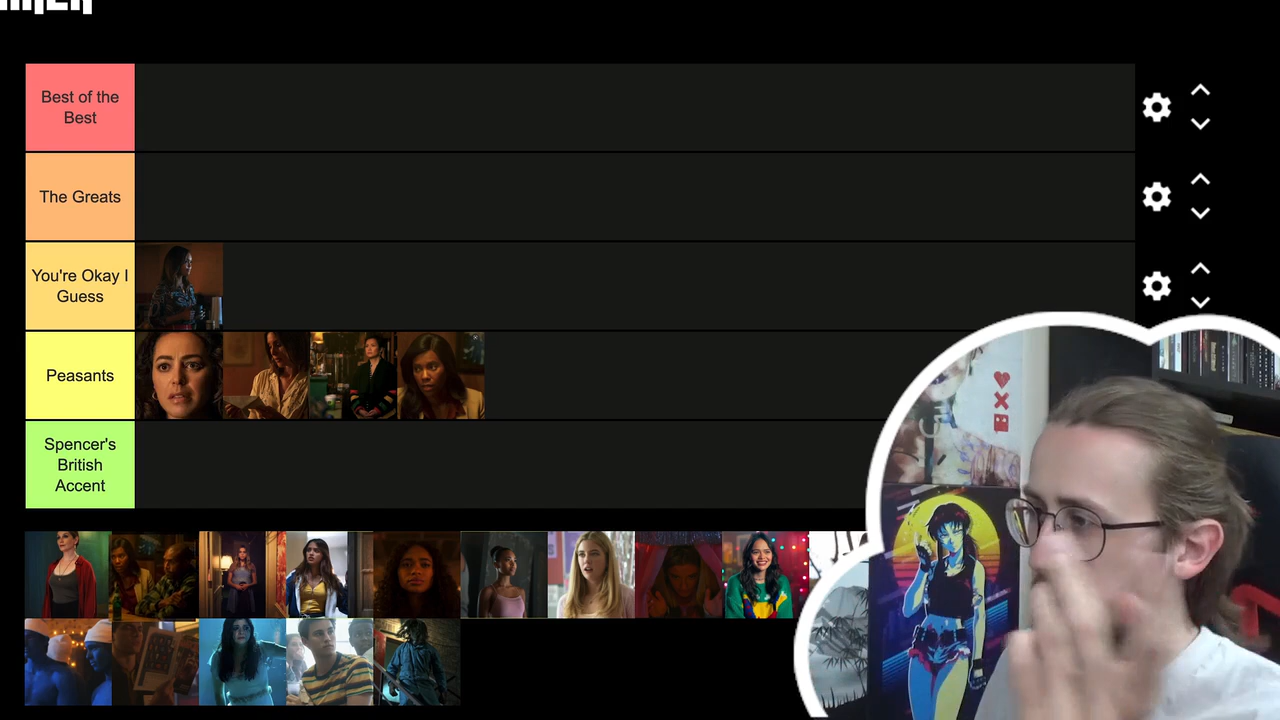 Best of the
Best
The Greats
You're Okay I
Guess
Peasants
Spencer's
British
Accent